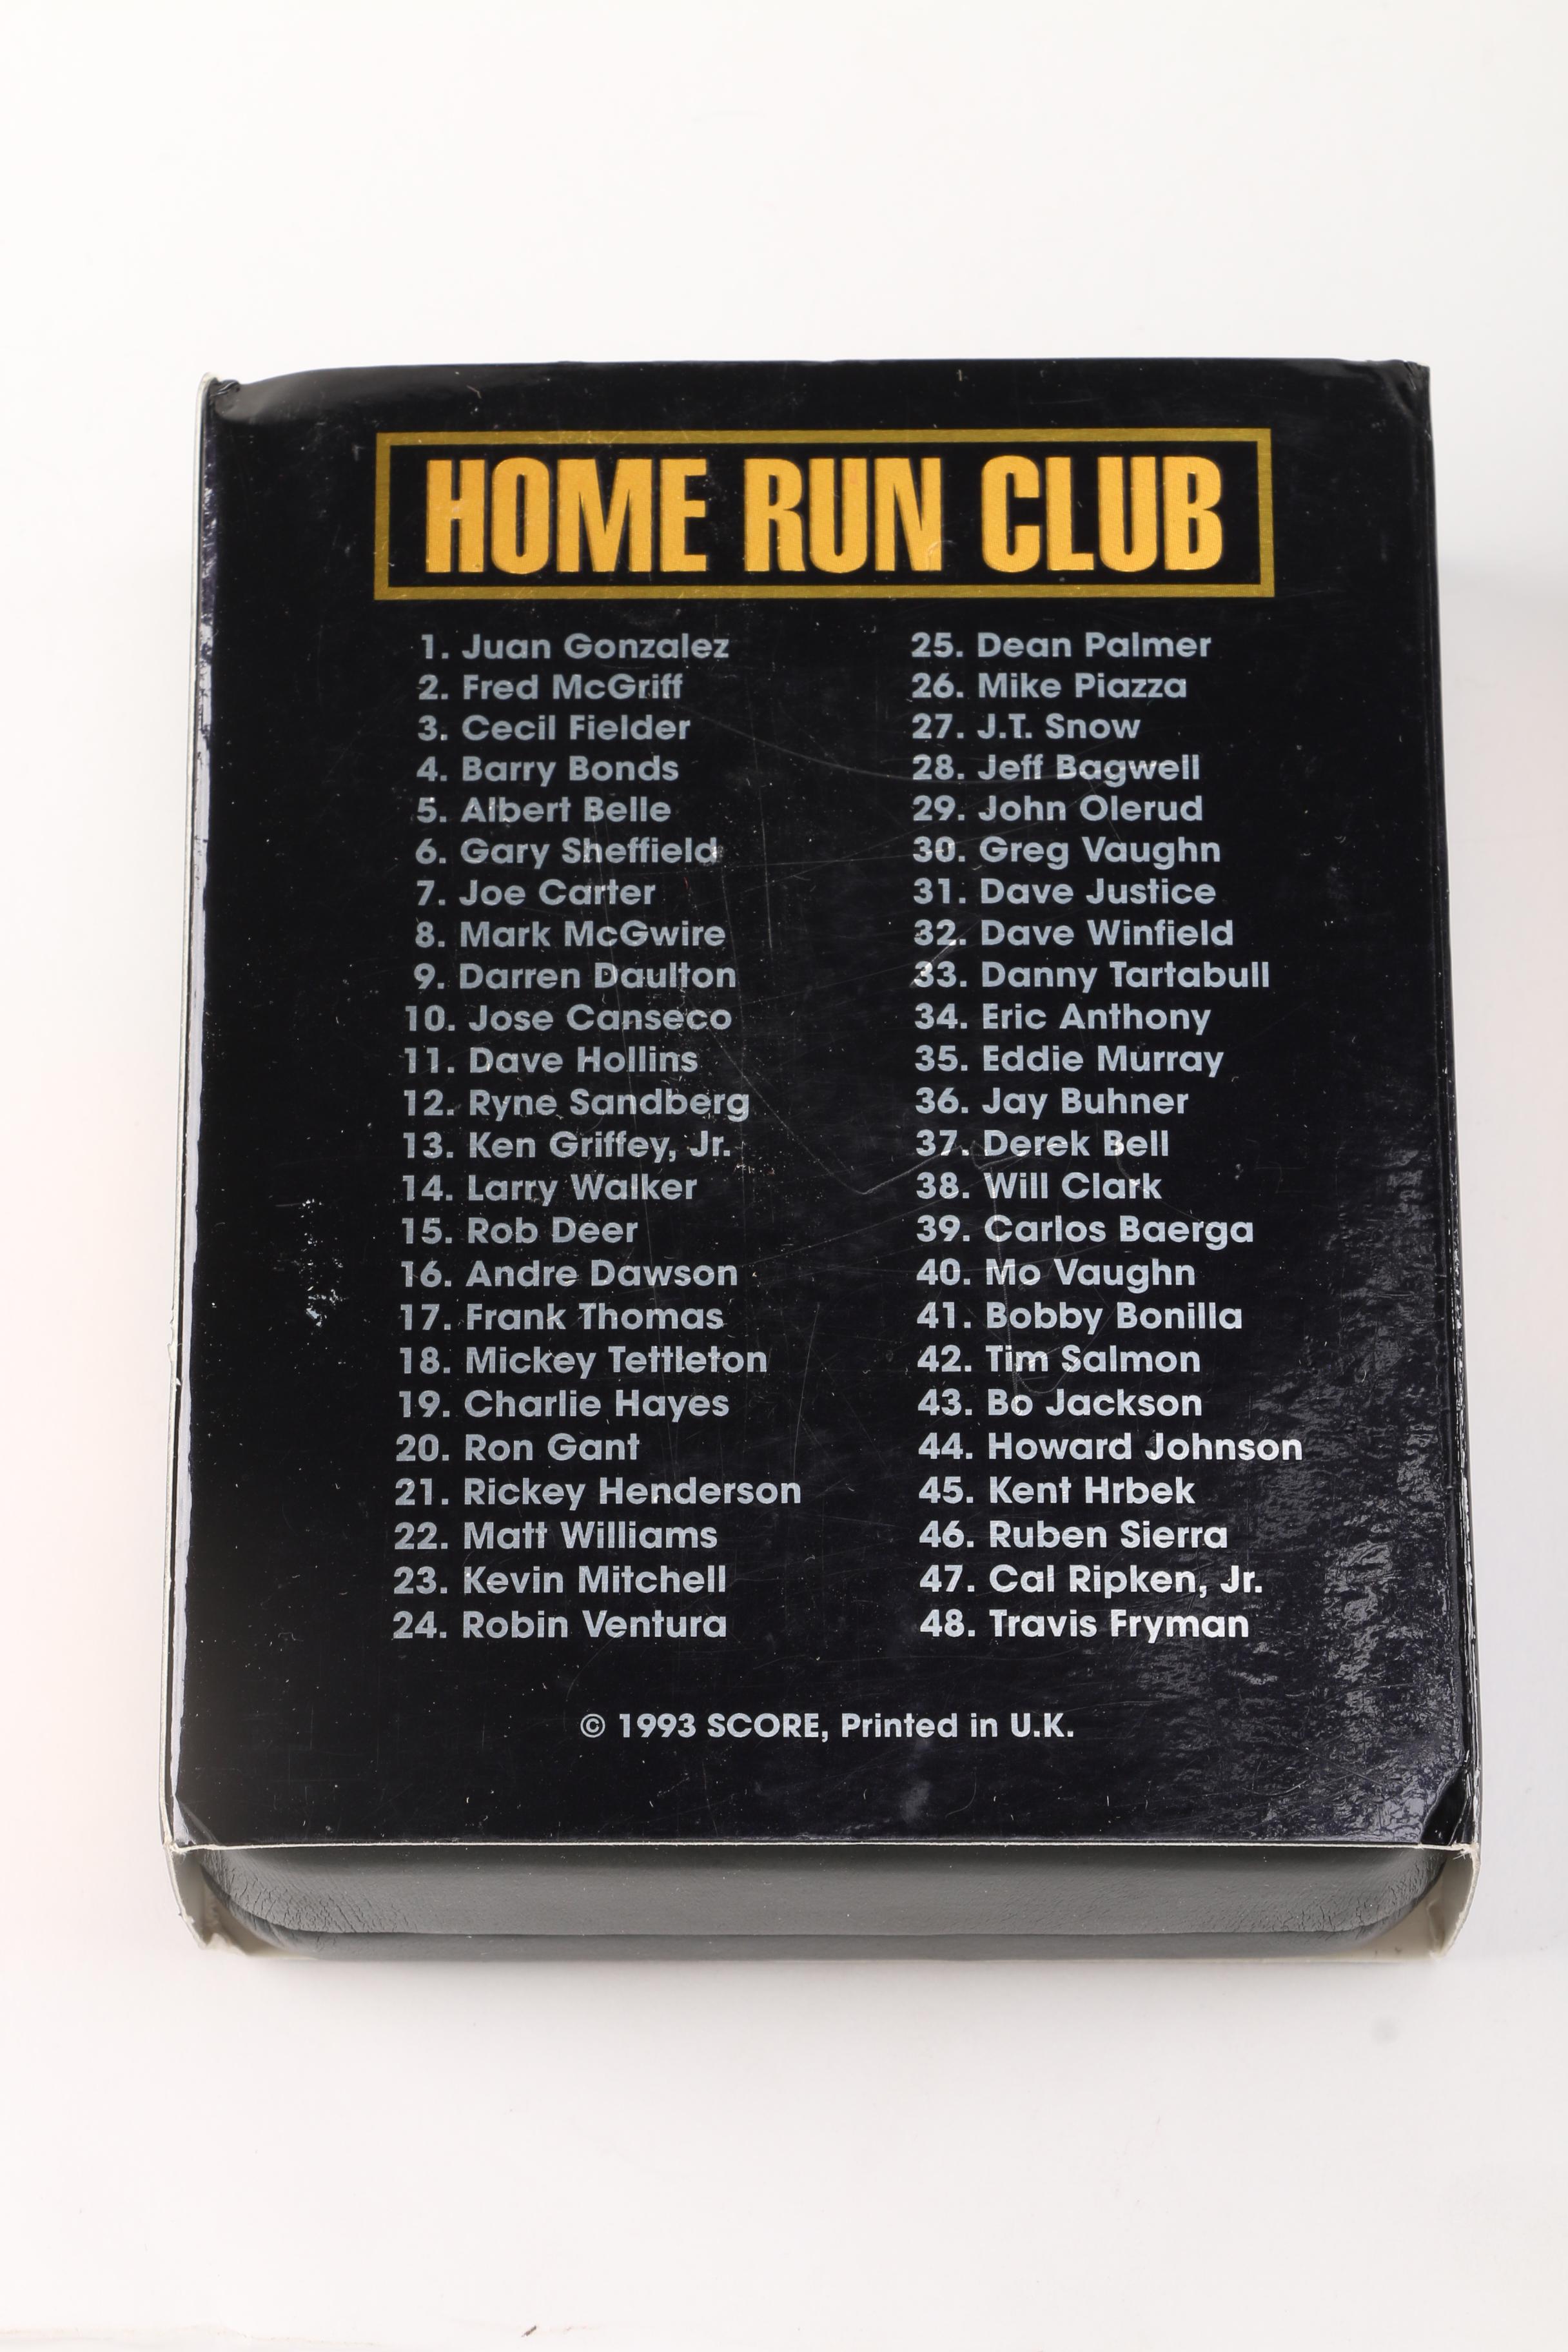 HOME RUN CLUB
1. Juan Gonzalez
2. Fred McGriff
3. Cecil Fielder
4. Barry Bonds
5. Albert Belle
6. Gary Sheffield
7. Joe Carter
8. Mark McGwire
9. Darren Daulton
10. Jose Canseco
11. Dave Hollins
12. Ryne Sandberg
13. Ken Griffey, Jr.
14. Larry Walker
15. Rob Deer
16. Andre Dawson
17. Frank Thomas
18. Mickey Tettleton
19. Charlie Hayes
20. Ron Gant
21. Rickey Henderson
22. Matt Williams
23. Kevin Mitchell
24. Robin Ventura
25. Dean Palmer
26. Mike Piazza
27. J.T. Snow
28. Jeff Bagwell
29. John Olerud
30. Greg Vaughn
31. Dave Justice
32. Dave Winfield
33. Danny Tartabull
34. Eric Anthony
35. Eddie Murray
36. Jay Buhner
37. Derek Bell
38. Will Clark
39. Carlos Baerga
40. Mo Vaughn
41. Bobby Bonilla
42. Tim Salmon
43. Bo Jackson
44. Howard Johnson
45. Kent Hrbek
46. Ruben Sierra
47. Cal Ripken, Jr.
48. Travis Fryman
© 1993 SCORE, Printed in U.K.